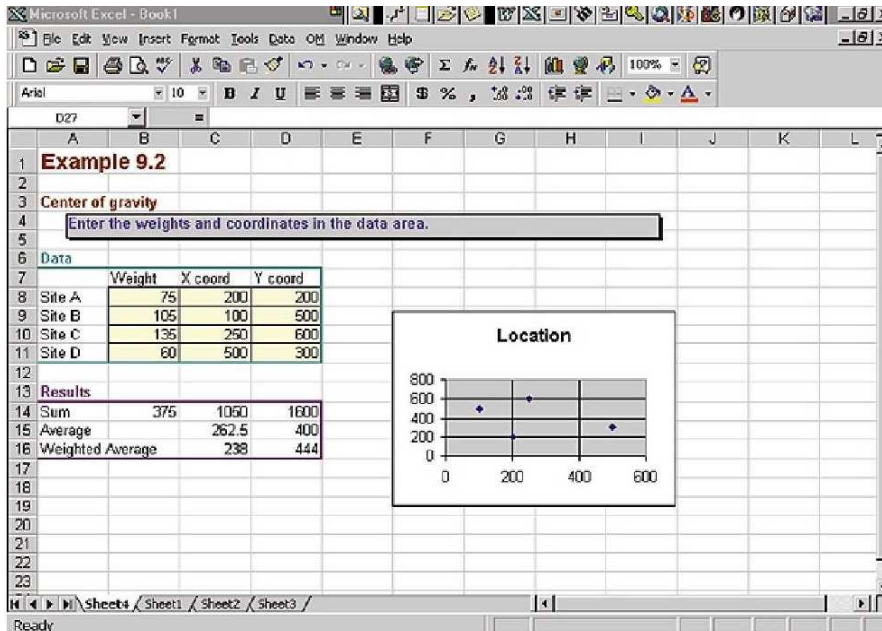 Microsoft Excel - Book1
File Edit View Insert Format Tools Data OM Window Help
100%
Arial 10 B I U $ % ,
D27 =
A B C D E F G H I J K L
1 Example 9.2
2
3 Center of gravity
4 Enter the weights and coordinates in the data area.
5
6 Data
7 Weight X coord Y coord
8 Site A 75 200 200
9 Site B 105 100 500
10 Site C 135 250 600
11 Site D 60 500 300
12
13 Results
14 Sum 375 1050 1600
15 Average 262.5 400
16 Weighted Average 238 444
17
18
19
20
21
22
23
Location
800
600
400
200
0
0 200 400 600
Sheet4 Sheet1 Sheet2 Sheet3
Ready